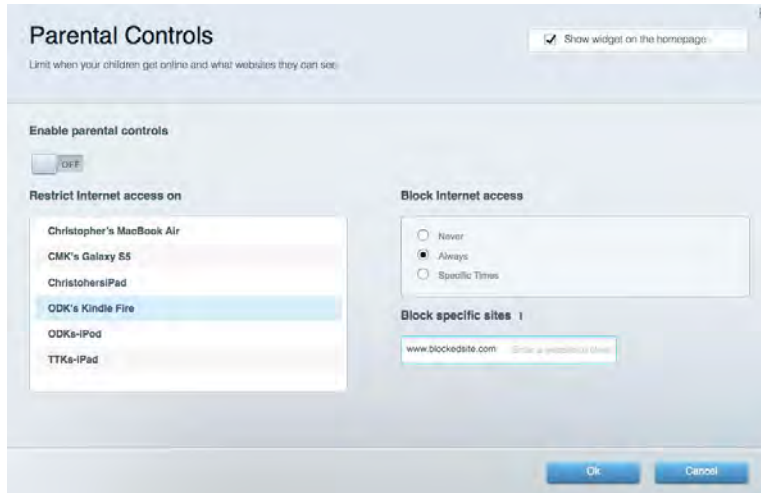 Parental Controls
Show widget on the homepage
Limit when your children get online and what websites they can see.
Enable parental controls
OFF
Restrict Internet access on
Christopher's MacBook Air
CMK's Galaxy S5
ChristohersiPad
ODK's Kindle Fire
ODKs-iPod
TTKs-iPad
Block Internet access
Never
Always
Specific Times
Block specific sites
www.blockedsite.com Enter a
Ok
Cancel